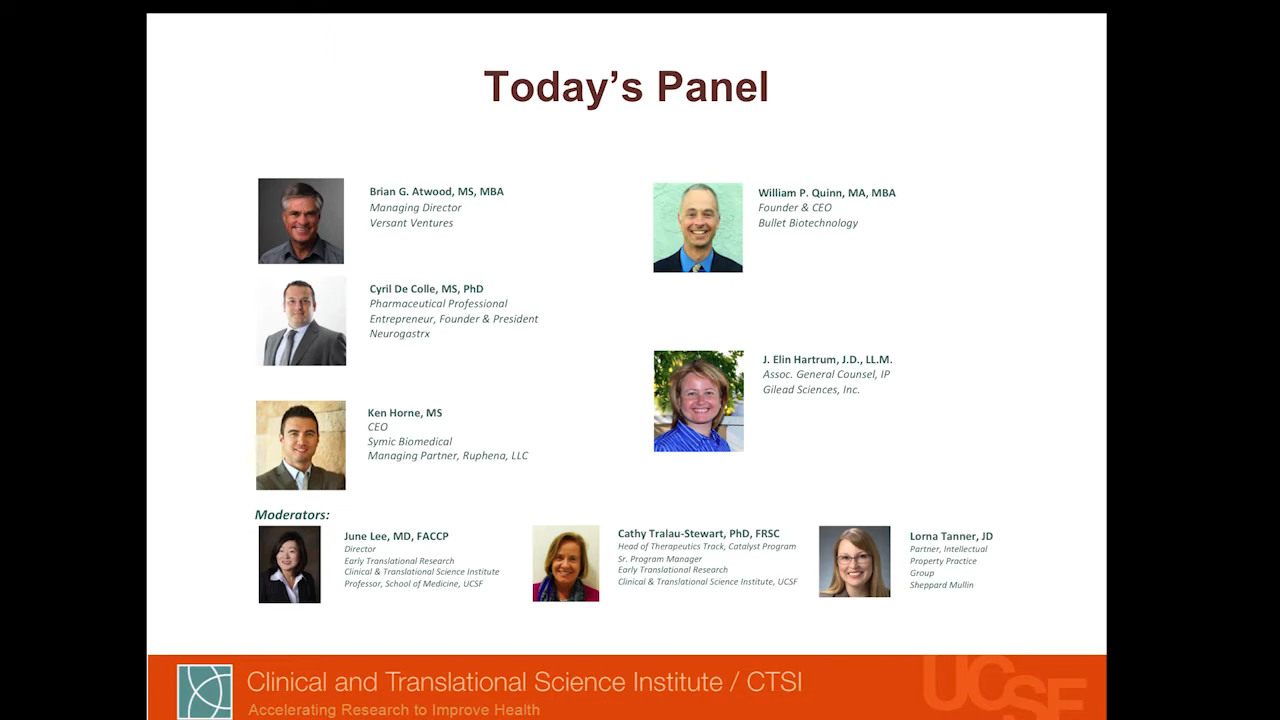 Today’s Panel
Brian G. Atwood, MS, MBA
Managing Director
Versant Ventures
William P. Quinn, MA, MBA
Founder & CEO
Bullet Biotechnology
Cyril De Colle, MS, PhD
Pharmaceutical Professional
Entrepreneur, Founder & President
Neurogastrx
J. Elin Hartrum, J.D., LL.M.
Assoc. General Counsel, IP
Gilead Sciences, Inc.
Ken Horne, MS
CEO
Symic Biomedical
Managing Partner, Ruphena, LLC
Moderators:
June Lee, MD, FACCP
Director
Early Translational Research
Clinical & Translational Science Institute
Professor, School of Medicine, UCSF
Cathy Tralau-Stewart, PhD, FRSC
Head of Therapeutics Track, Catalyst Program
Sr. Program Manager
Early Translational Research
Clinical & Translational Science Institute, UCSF
Lorna Tanner, JD
Partner, Intellectual
Property Practice
Group
Sheppard Mullin
Clinical and Translational Science Institute / CTSI
Accelerating Research to Improve Health
UCSF